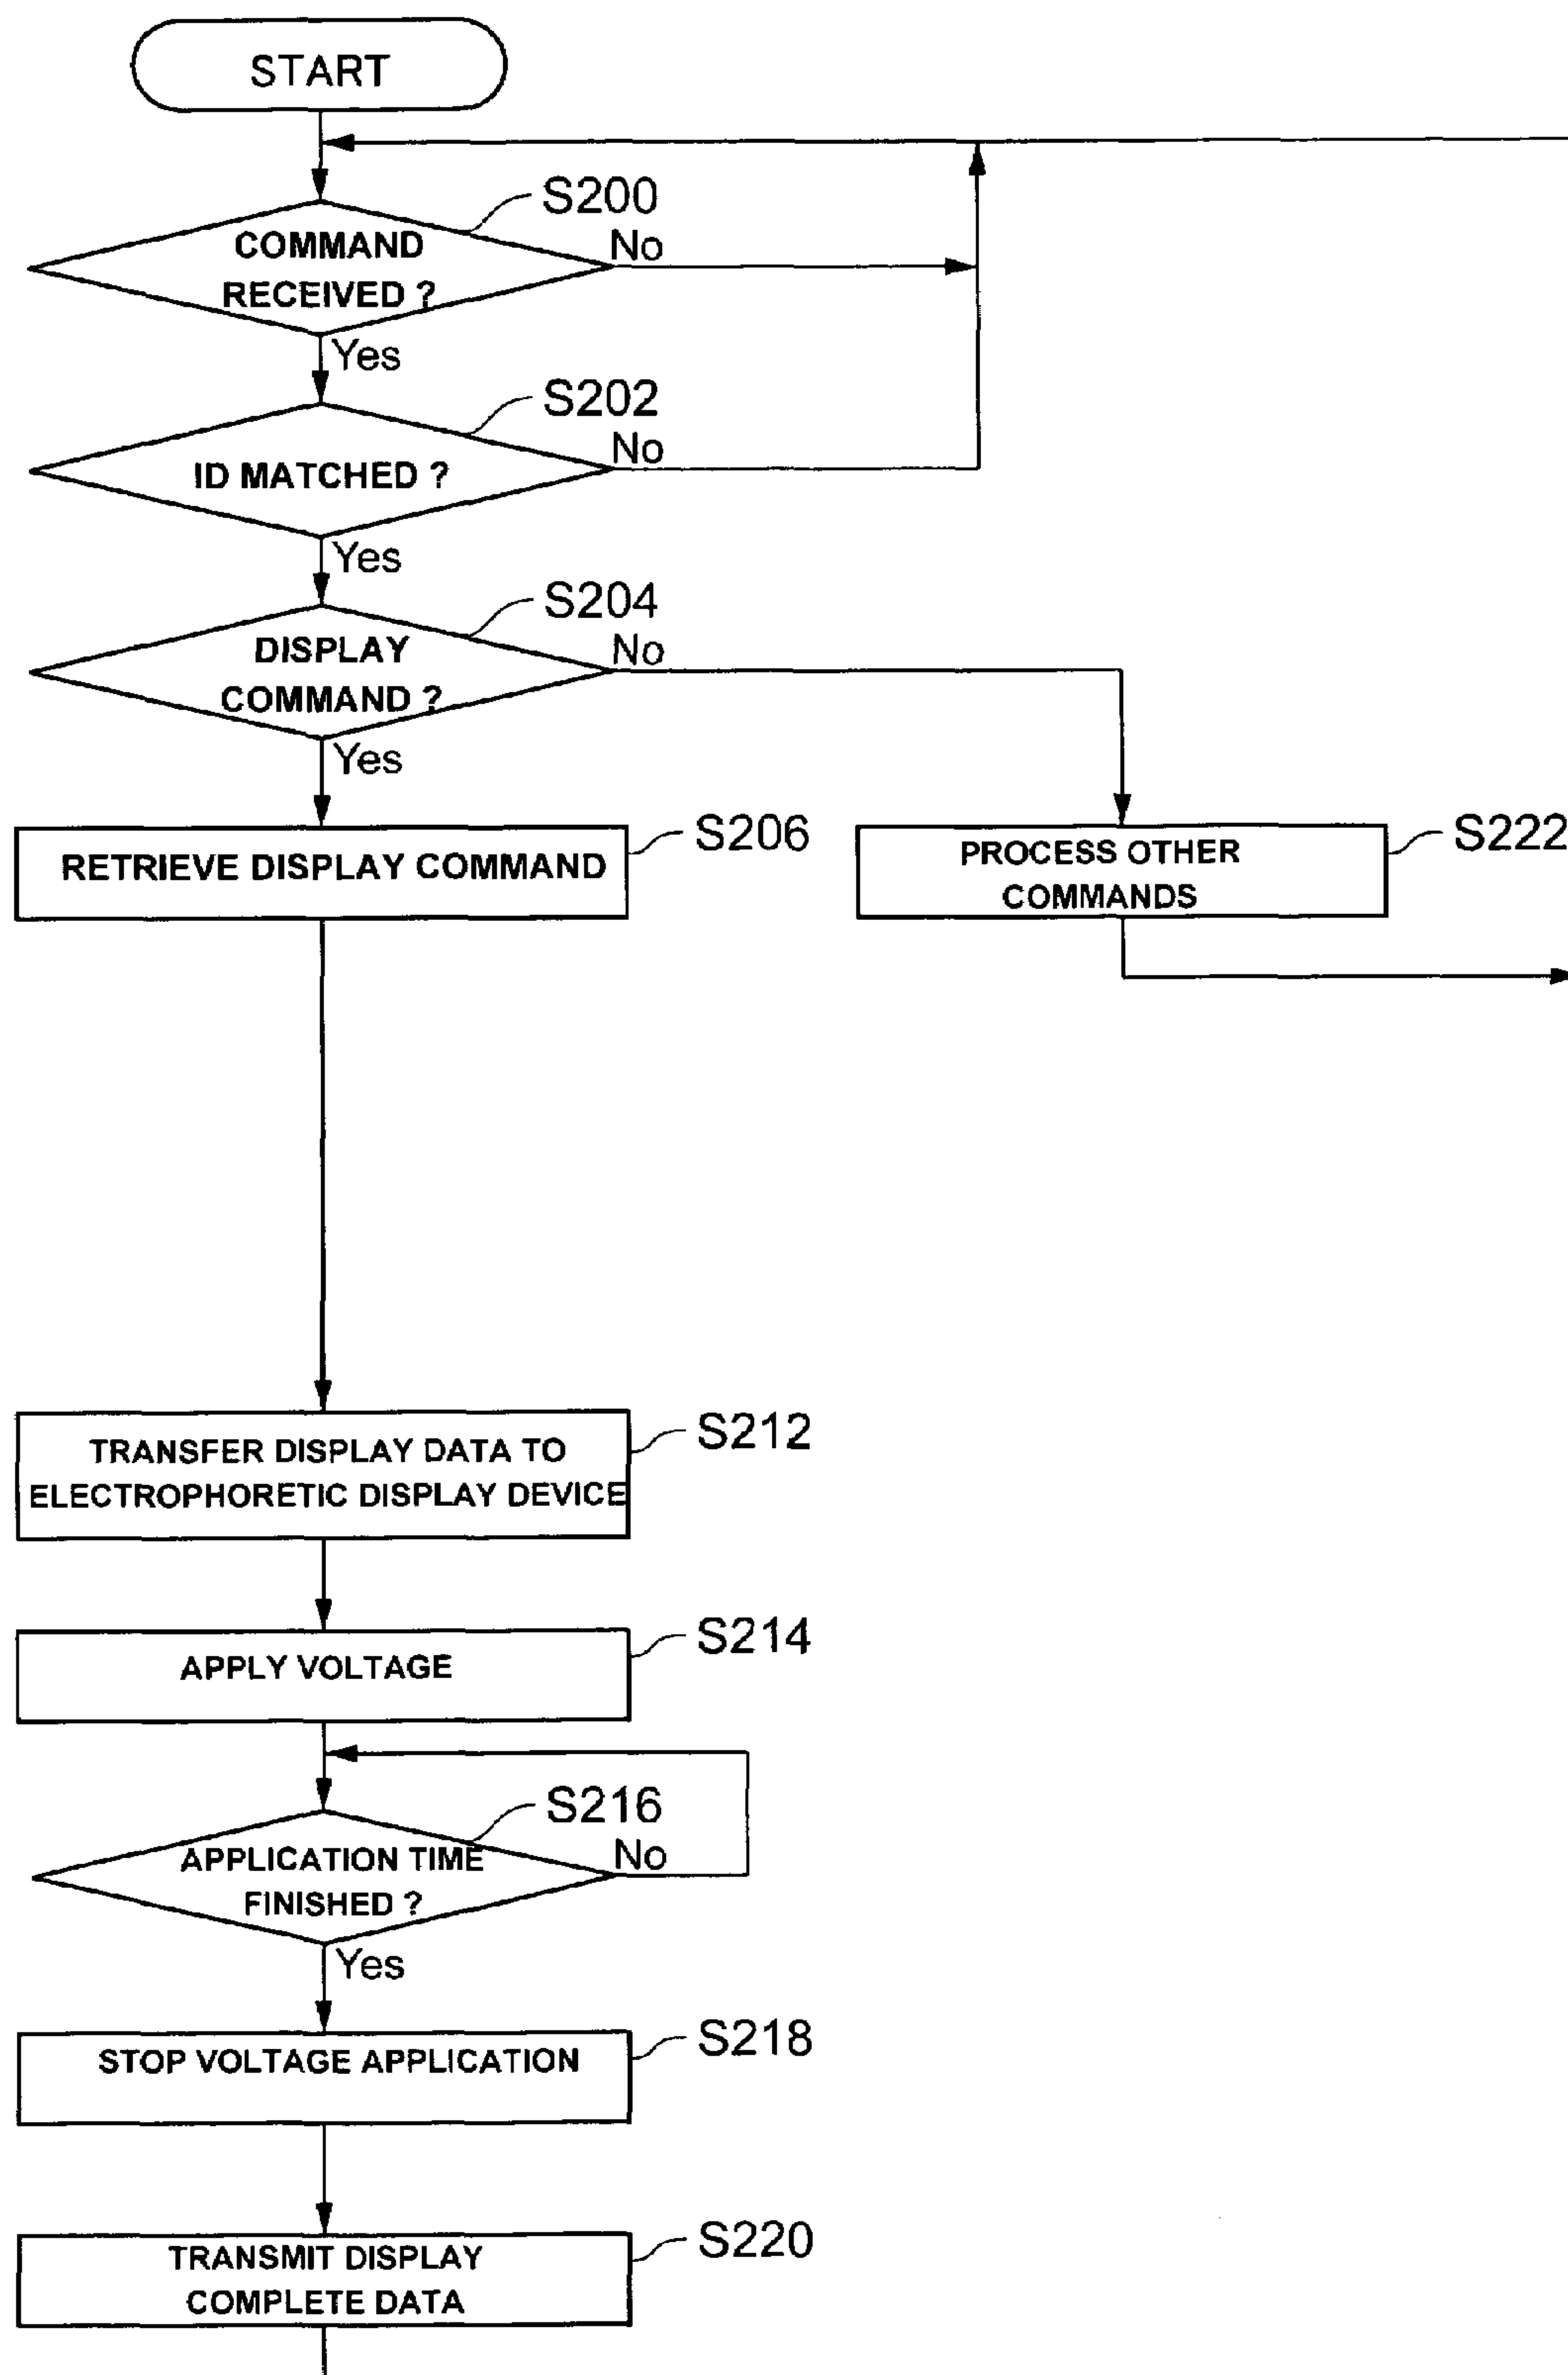 START
S200
COMMAND
RECEIVED ?
No
Yes
S202
ID MATCHED ?
No
Yes
S204
DISPLAY
COMMAND ?
No
Yes
RETRIEVE DISPLAY COMMAND
S206
PROCESS OTHER
COMMANDS
S222
TRANSFER DISPLAY DATA TO
ELECTROPHORETIC DISPLAY DEVICE
S212
APPLY VOLTAGE
S214
S216
APPLICATION TIME
FINISHED ?
No
Yes
STOP VOLTAGE APPLICATION
S218
TRANSMIT DISPLAY
COMPLETE DATA
S220